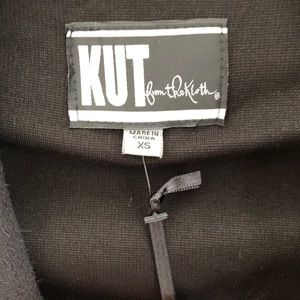 KUT from the Kloth®
MADE IN
CHINA
XS